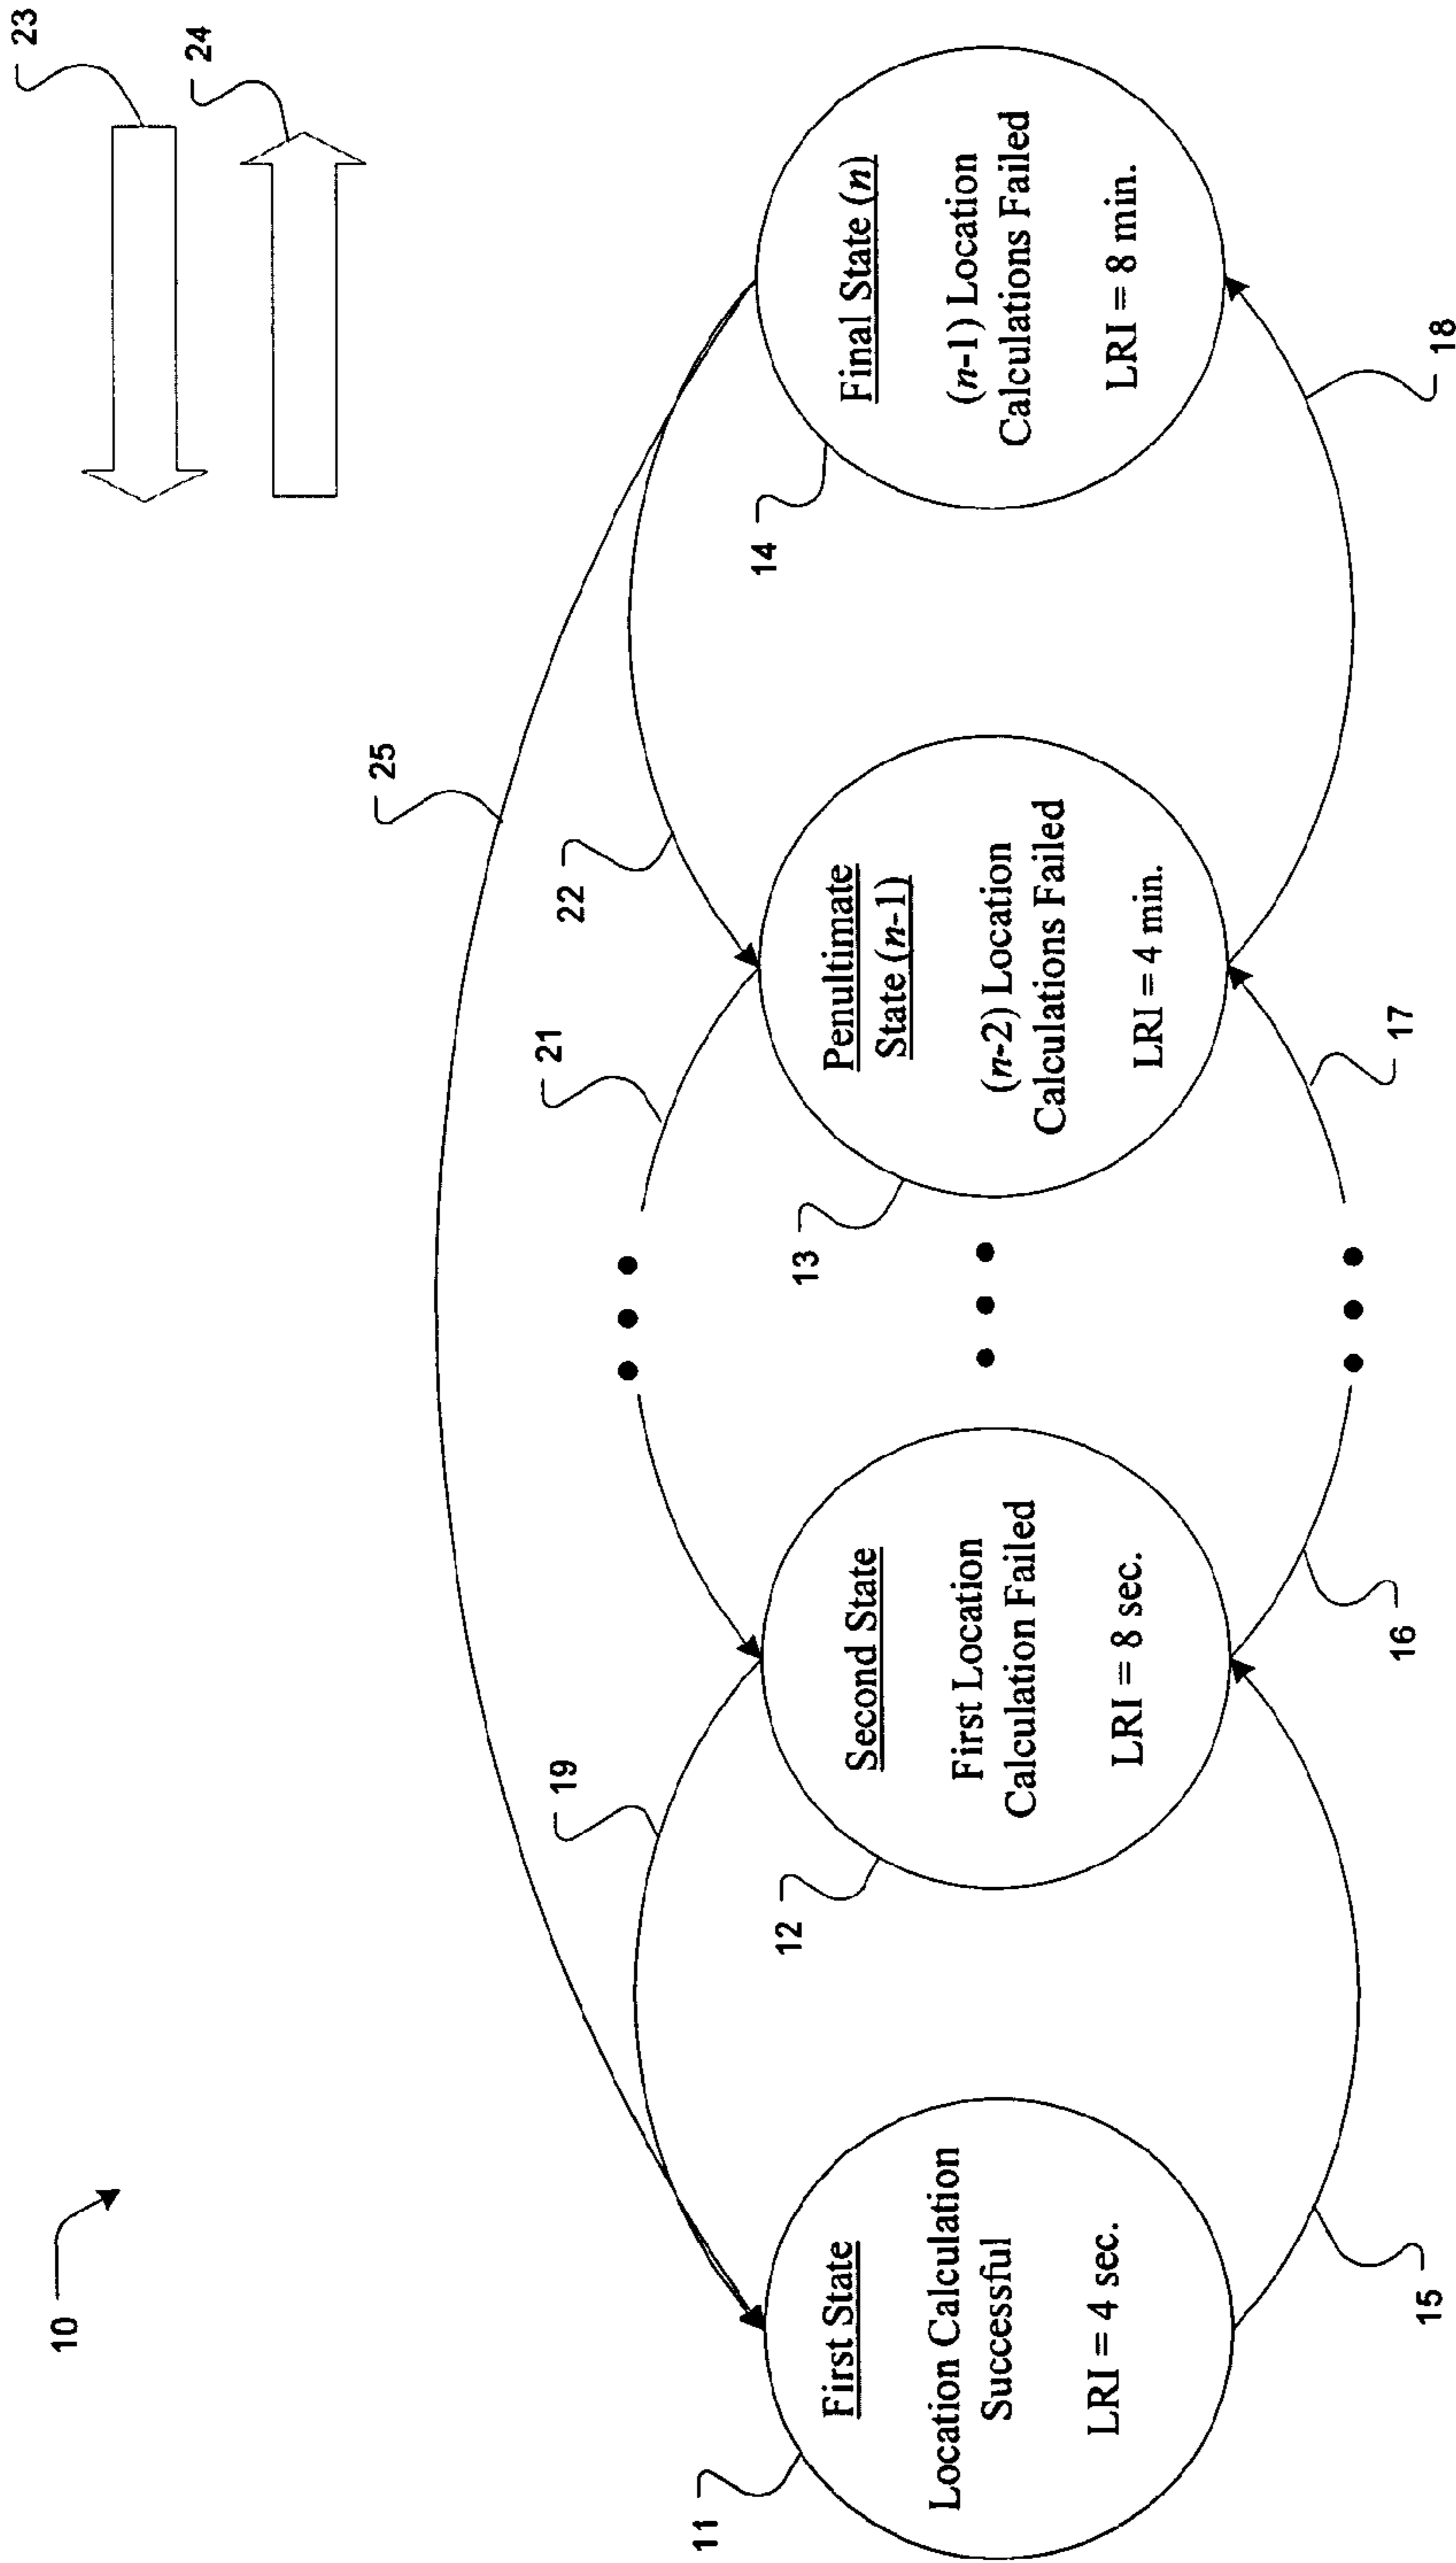 10
23
24
25
19
21
22
First State
Location Calculation
Successful
LRI = 4 sec.
11
Second State
First Location
Calculation Failed
LRI = 8 sec.
12
Penultimate
State (n-1)
(n-2) Location
Calculations Failed
LRI = 4 min.
13
Final State (n)
(n-1) Location
Calculations Failed
LRI = 8 min.
14
15
16
17
18